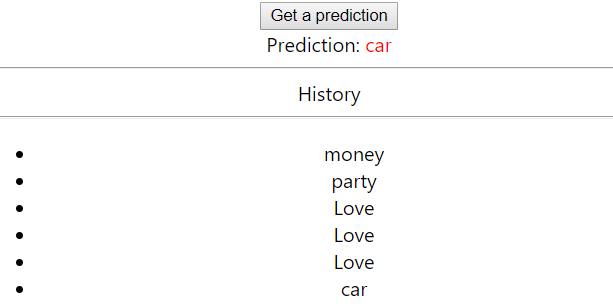 Get a prediction
Prediction: car
History
money
party
Love
Love
Love
car